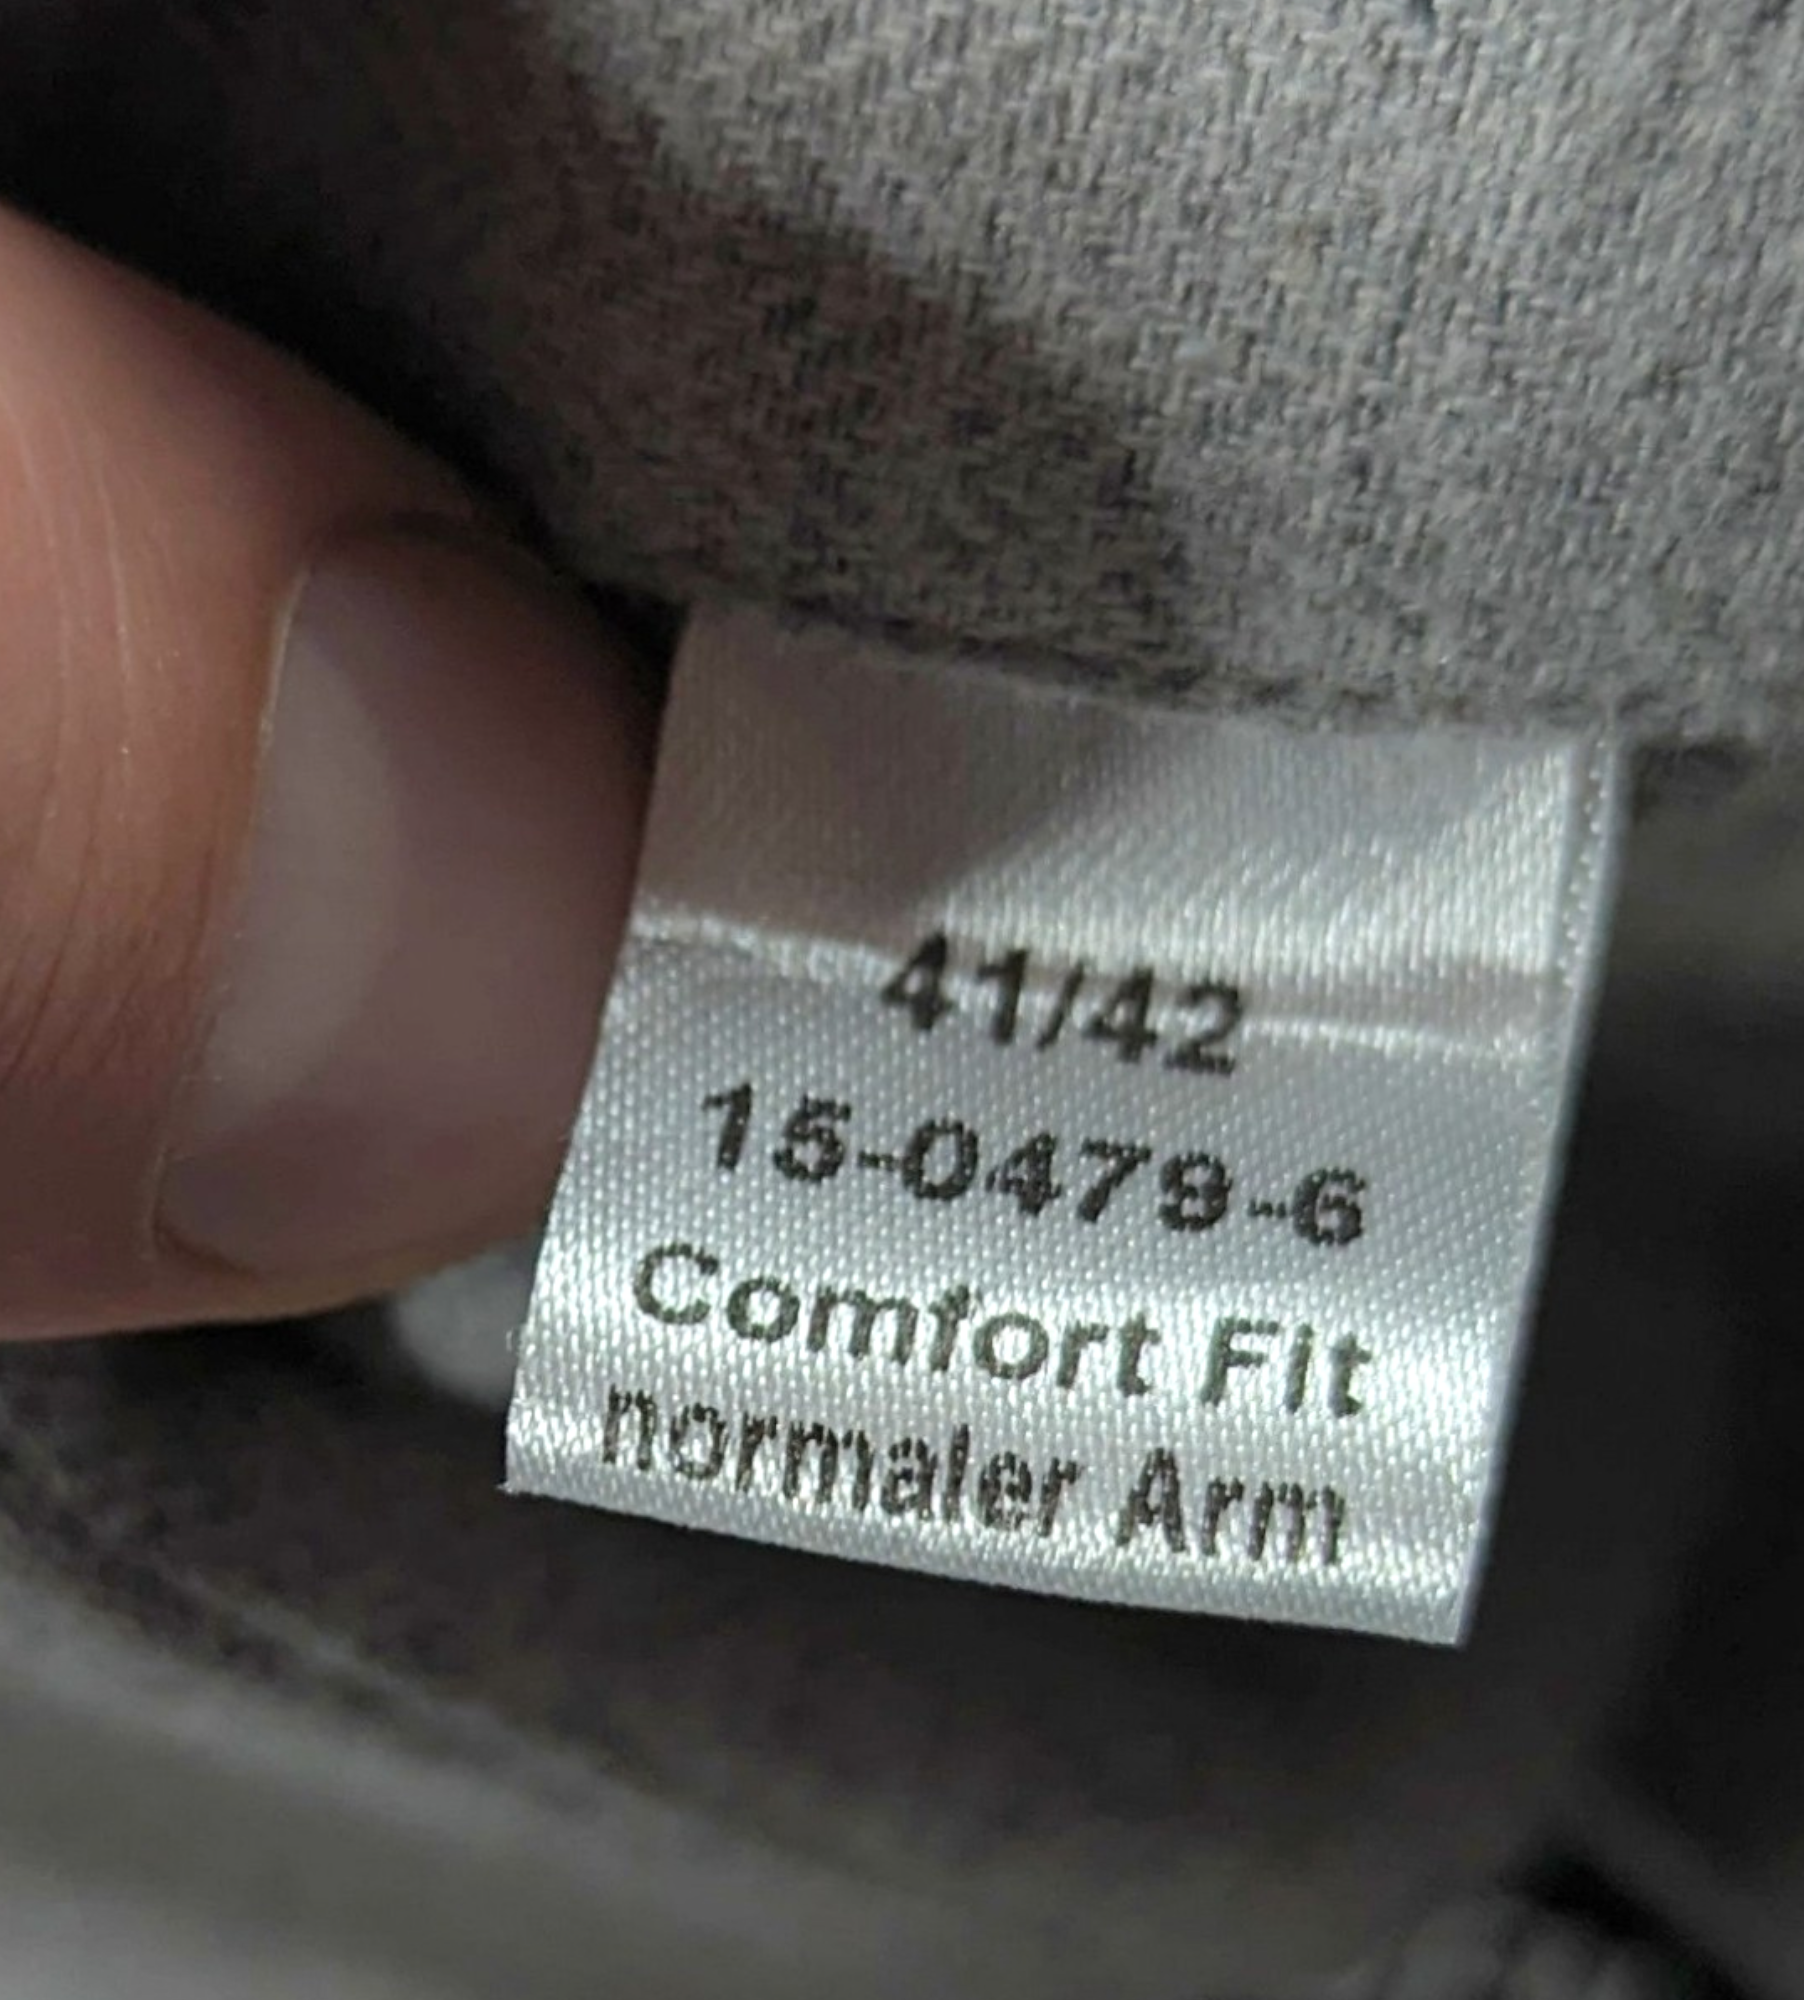 41/42
15-0479-6
Comfort Fit
normaler Arm